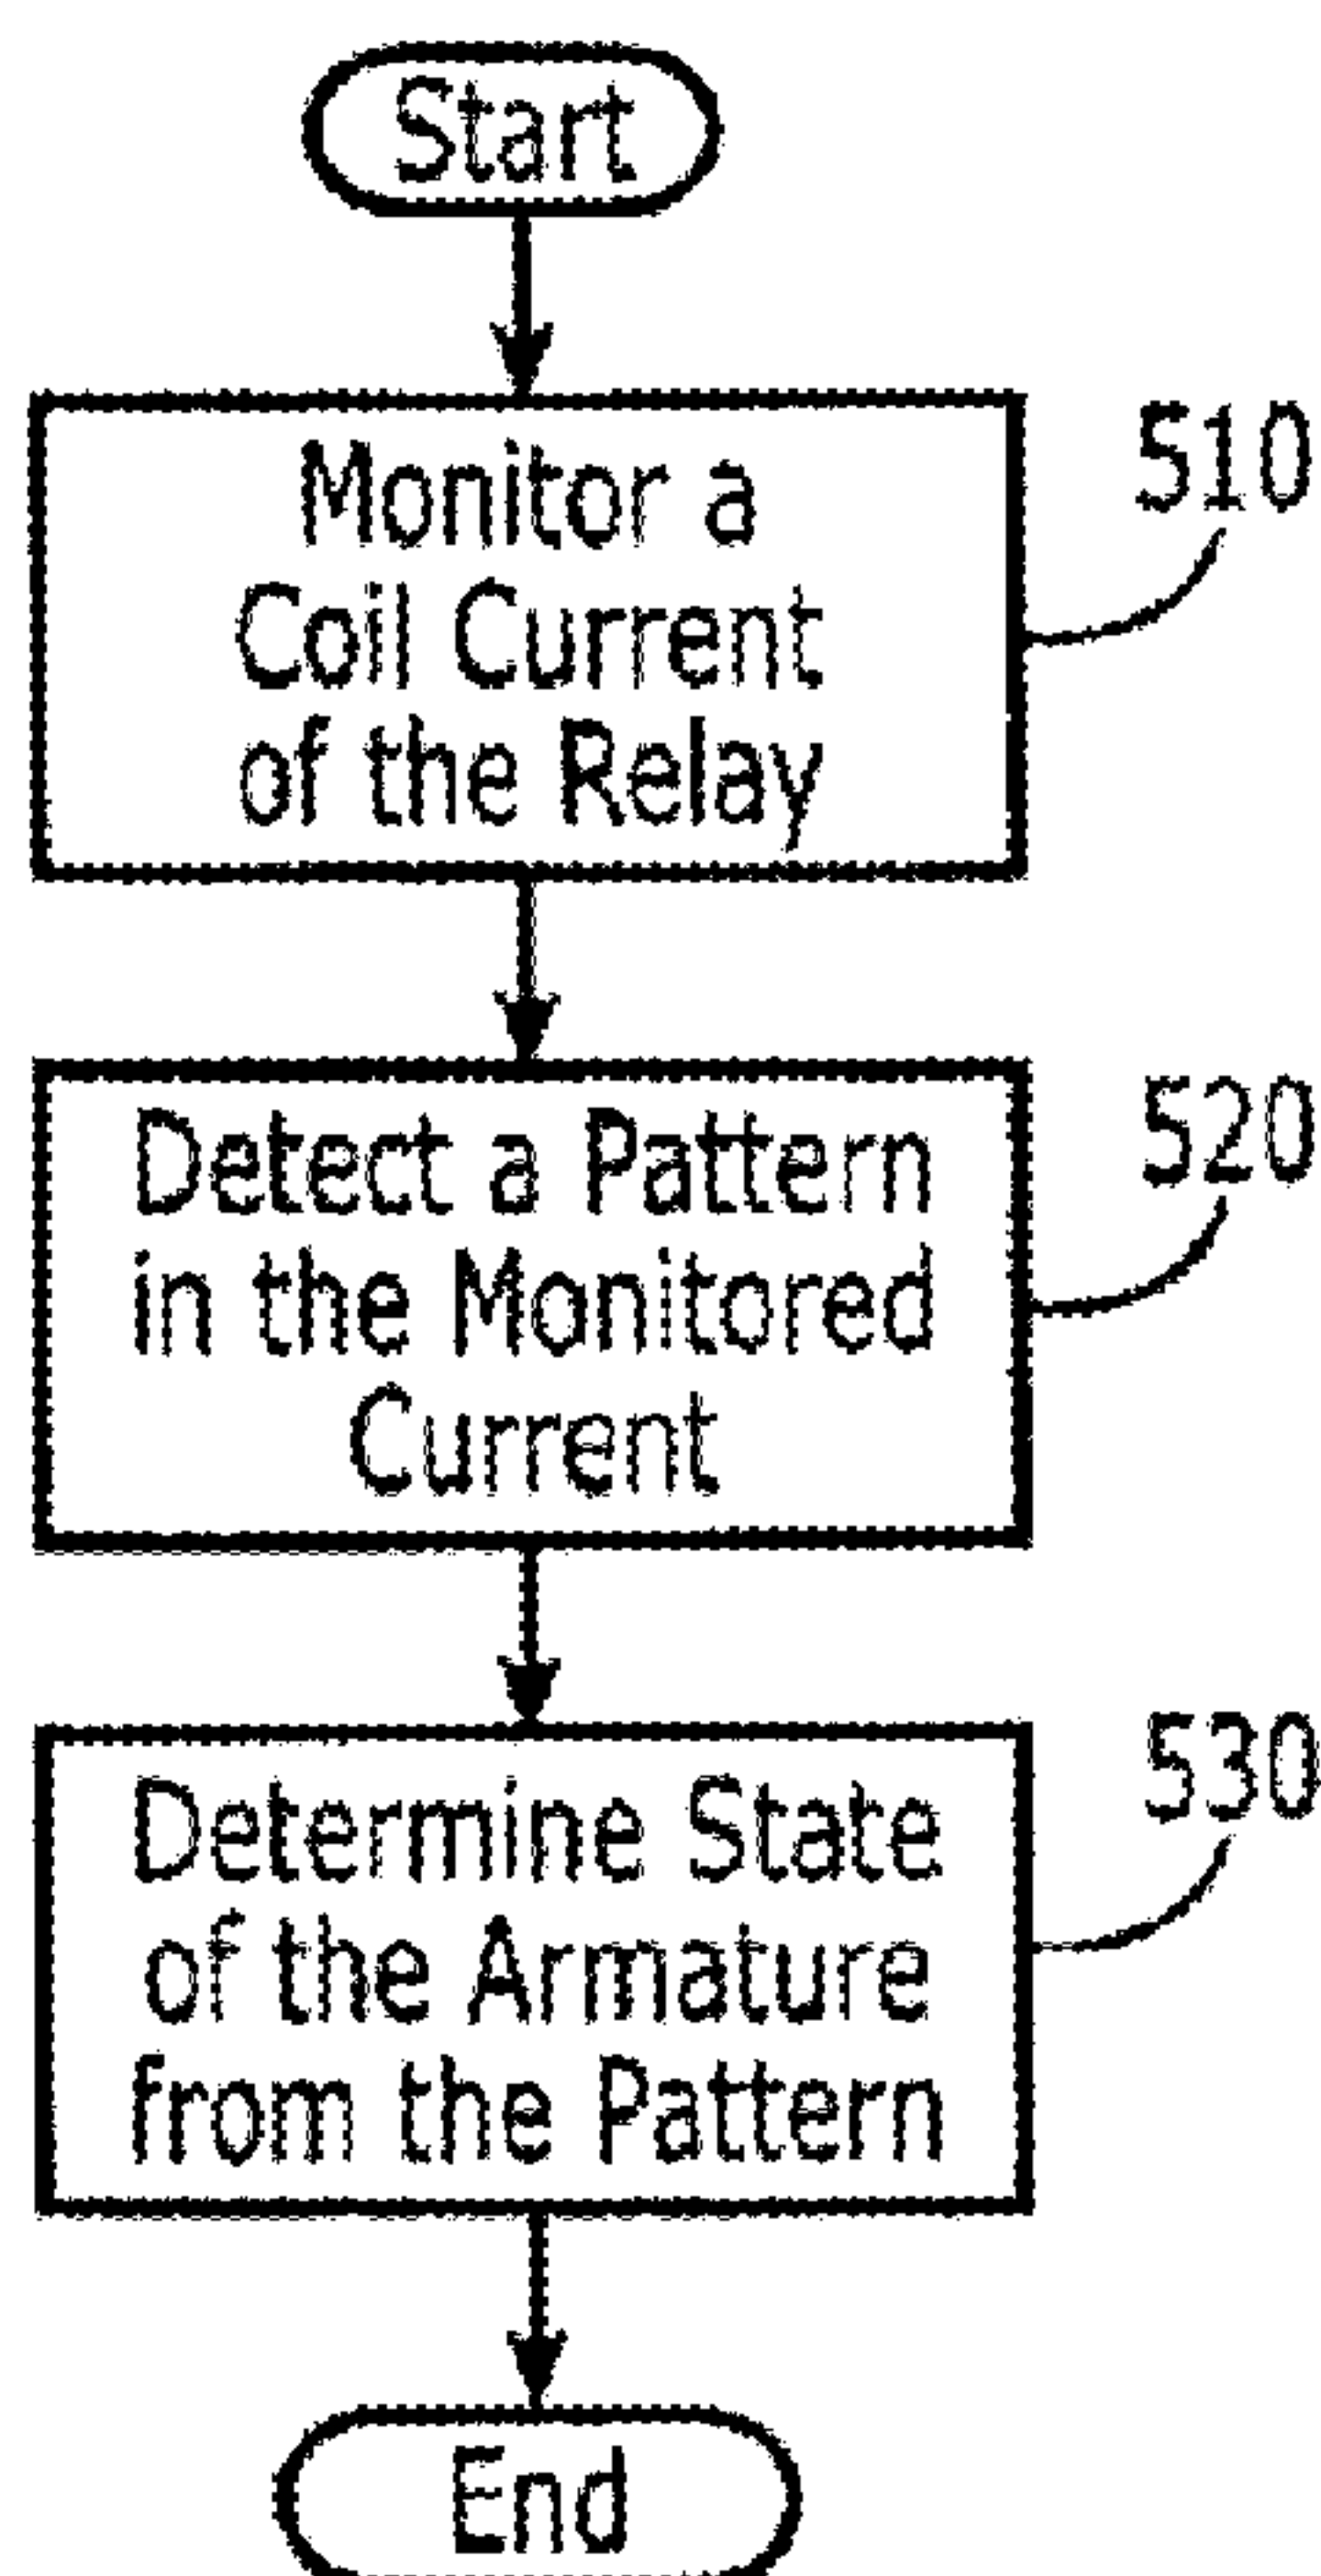 Start
Monitor a
Coil Current
of the Relay
510
Detect a Pattern
in the Monitored
Current
520
Determine State
of the Armature
from the Pattern
530
End